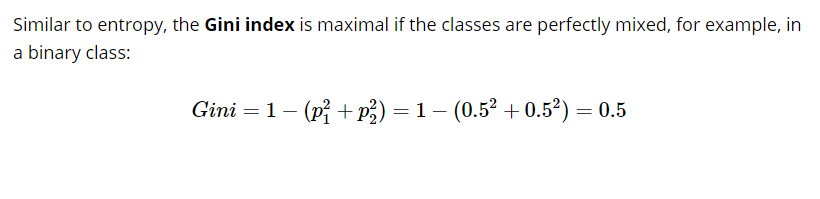 Similar to entropy, the Gini index is maximal if the classes are perfectly mixed, for example, in
a binary class:
Gini = 1 − (p₁² + p₂²) = 1 − (0.5² + 0.5²) = 0.5